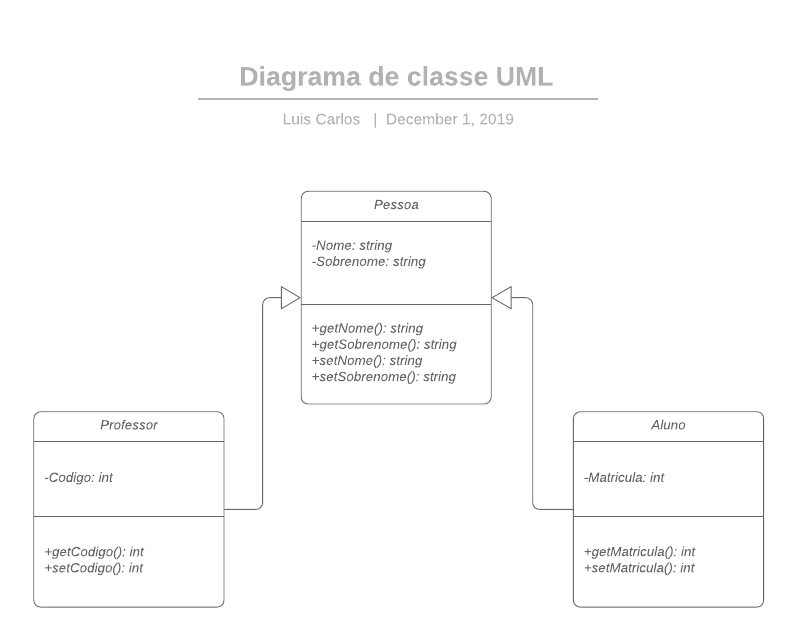 Diagrama de classe UML
Luis Carlos | December 1, 2019
Pessoa
-Nome: string
-Sobrenome: string
+getNome(): string
+getSobrenome(): string
+setNome(): string
+setSobrenome(): string
Professor
-Codigo: int
+getCodigo(): int
+setCodigo(): int
Aluno
-Matricula: int
+getMatricula(): int
+setMatricula(): int